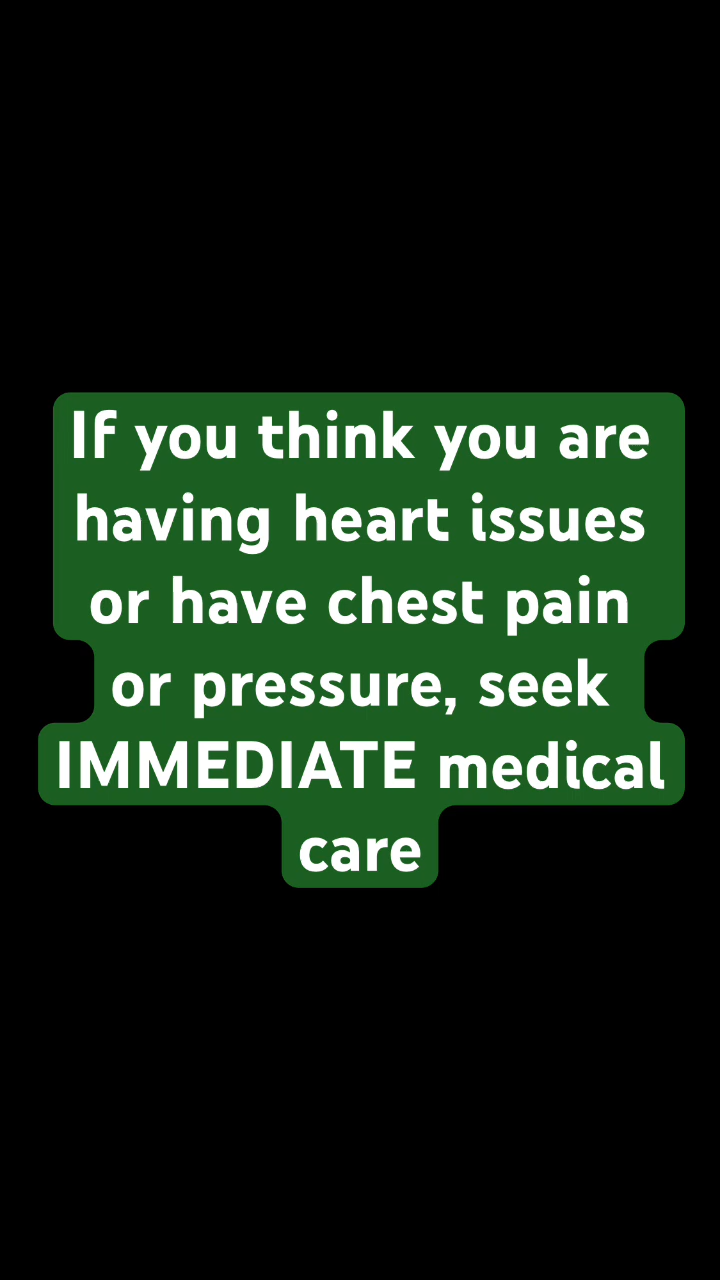 If you think you are
having heart issues
or have chest pain
or pressure, seek
IMMEDIATE medical
care